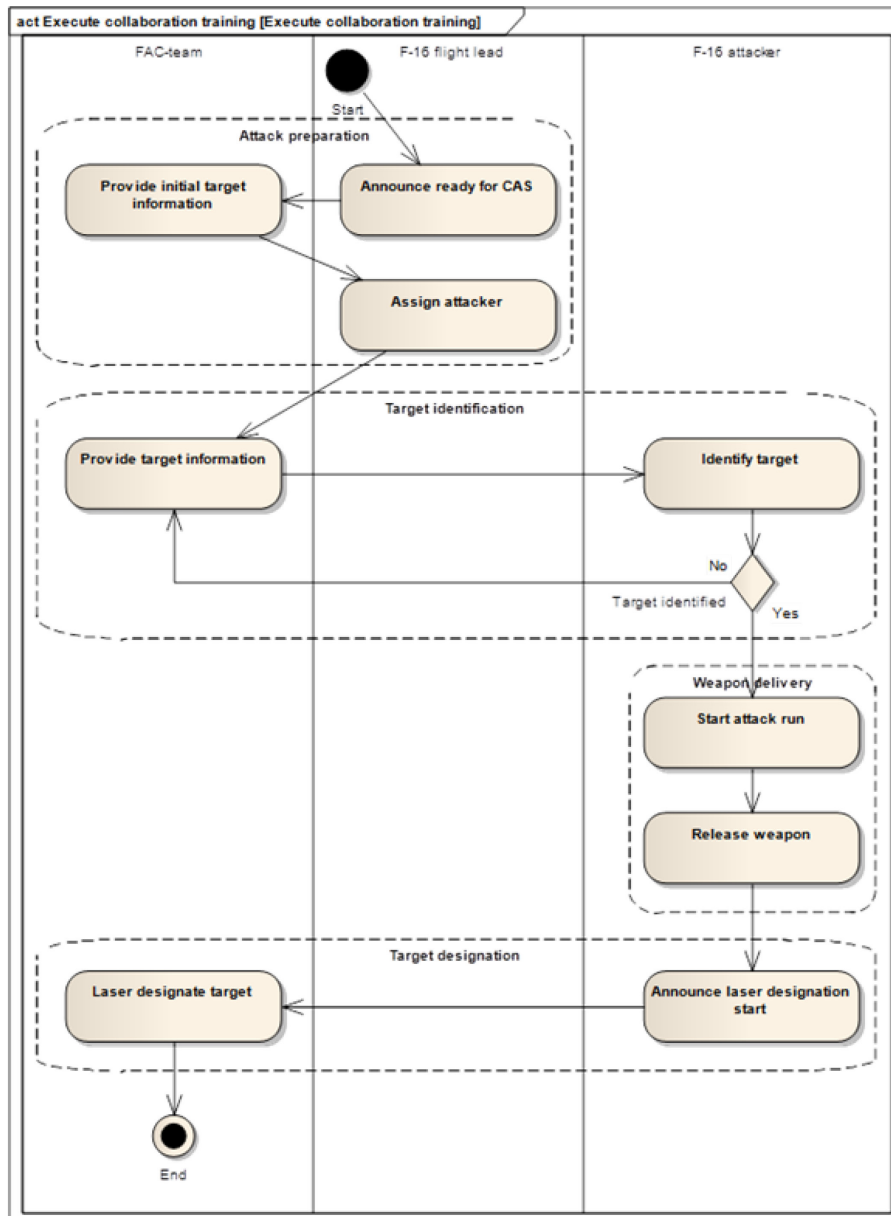 act Execute collaboration training [Execute collaboration training]
FAC-team
F-16 flight lead
F-16 attacker
Start
Attack preparation
Provide initial target
information
Announce ready for CAS
Assign attacker
Target identification
Provide target information
Identify target
No
Target identified
Yes
Weapon delivery
Start attack run
Release weapon
Target designation
Laser designate target
Announce laser designation
start
End